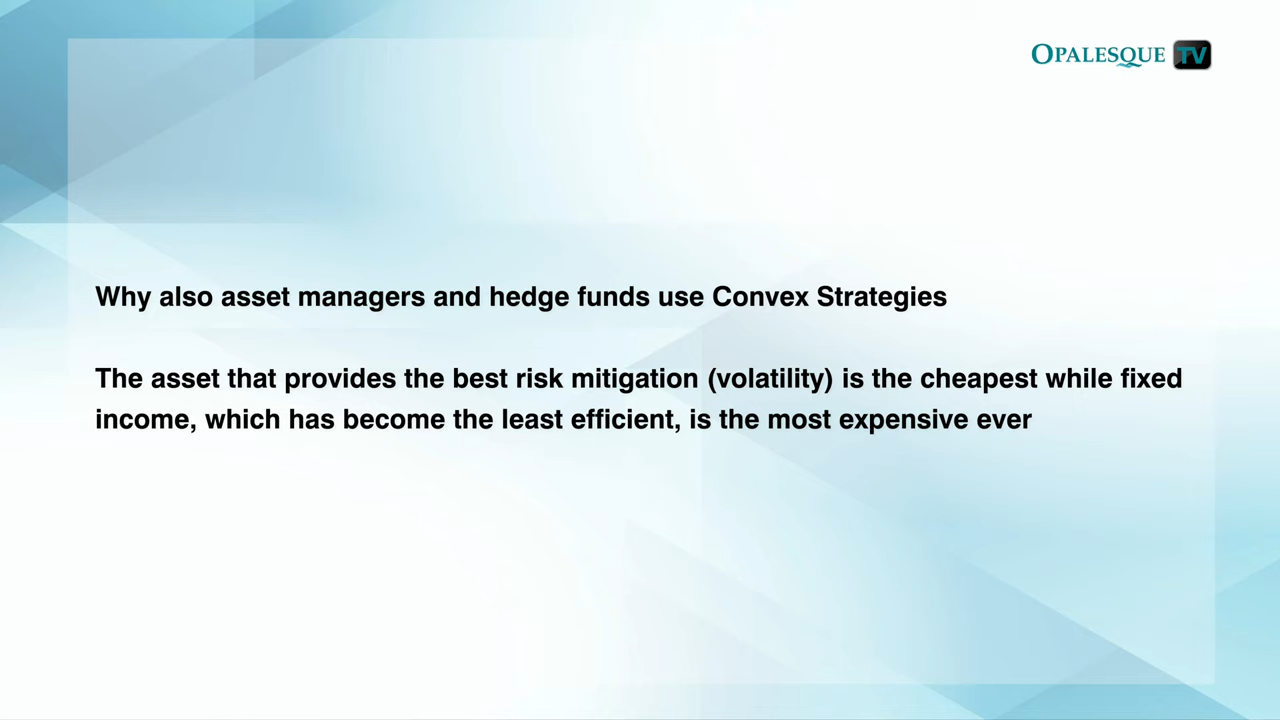 OPALESQUE TV
Why also asset managers and hedge funds use Convex Strategies
The asset that provides the best risk mitigation (volatility) is the cheapest while fixed
income, which has become the least efficient, is the most expensive ever